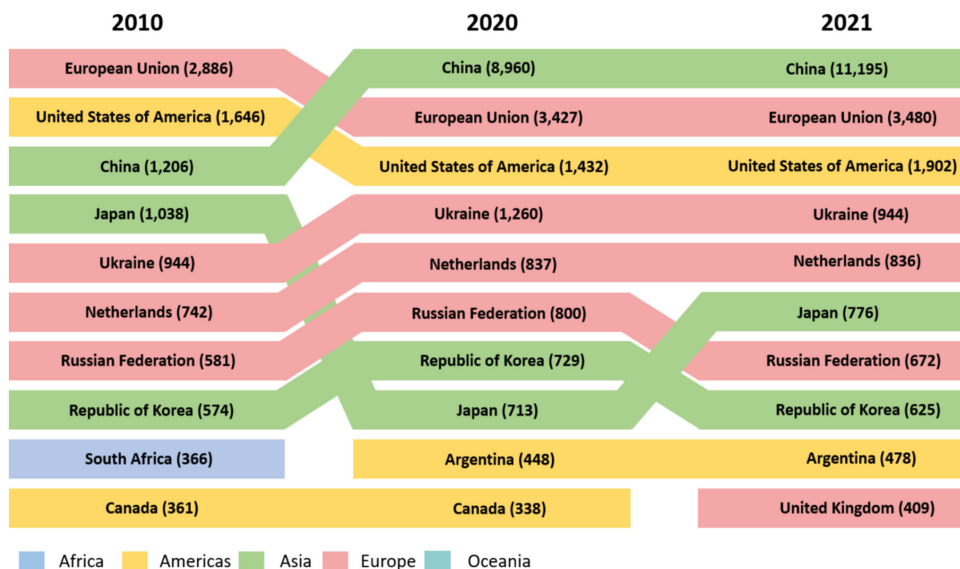 2010 2020 2021
European Union (2,886) China (8,960) China (11,195)
United States of America (1,646) European Union (3,427) European Union (3,480)
China (1,206) United States of America (1,432) United States of America (1,902)
Japan (1,038) Ukraine (1,260) Ukraine (944)
Ukraine (944) Netherlands (837) Netherlands (836)
Netherlands (742) Russian Federation (800) Japan (776)
Russian Federation (581) Republic of Korea (729) Russian Federation (672)
Republic of Korea (574) Japan (713) Republic of Korea (625)
South Africa (366) Argentina (448) Argentina (478)
Canada (361) Canada (338) United Kingdom (409)
Africa Americas Asia Europe Oceania